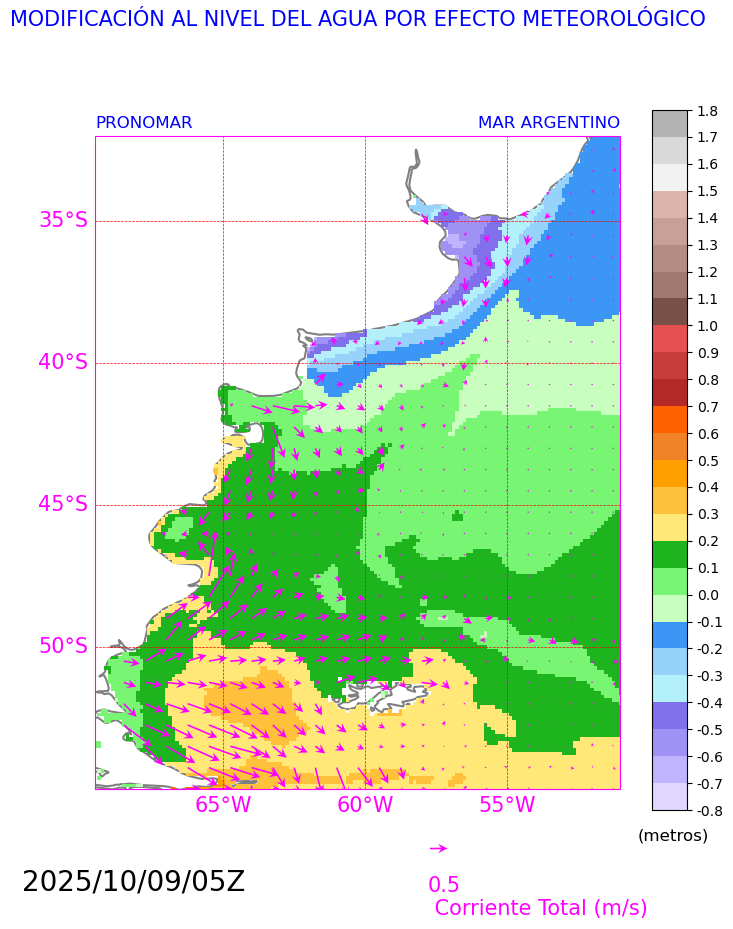 MODIFICACIÓN AL NIVEL DEL AGUA POR EFECTO METEOROLÓGICO
PRONOMAR MAR ARGENTINO
35°S
40°S
45°S
50°S
65°W 60°W 55°W
1.8
1.7
1.6
1.5
1.4
1.3
1.2
1.1
1.0
0.9
0.8
0.7
0.6
0.5
0.4
0.3
0.2
0.1
0.0
-0.1
-0.2
-0.3
-0.4
-0.5
-0.6
-0.7
-0.8
(metros)
2025/10/09/05Z
0.5
Corriente Total (m/s)